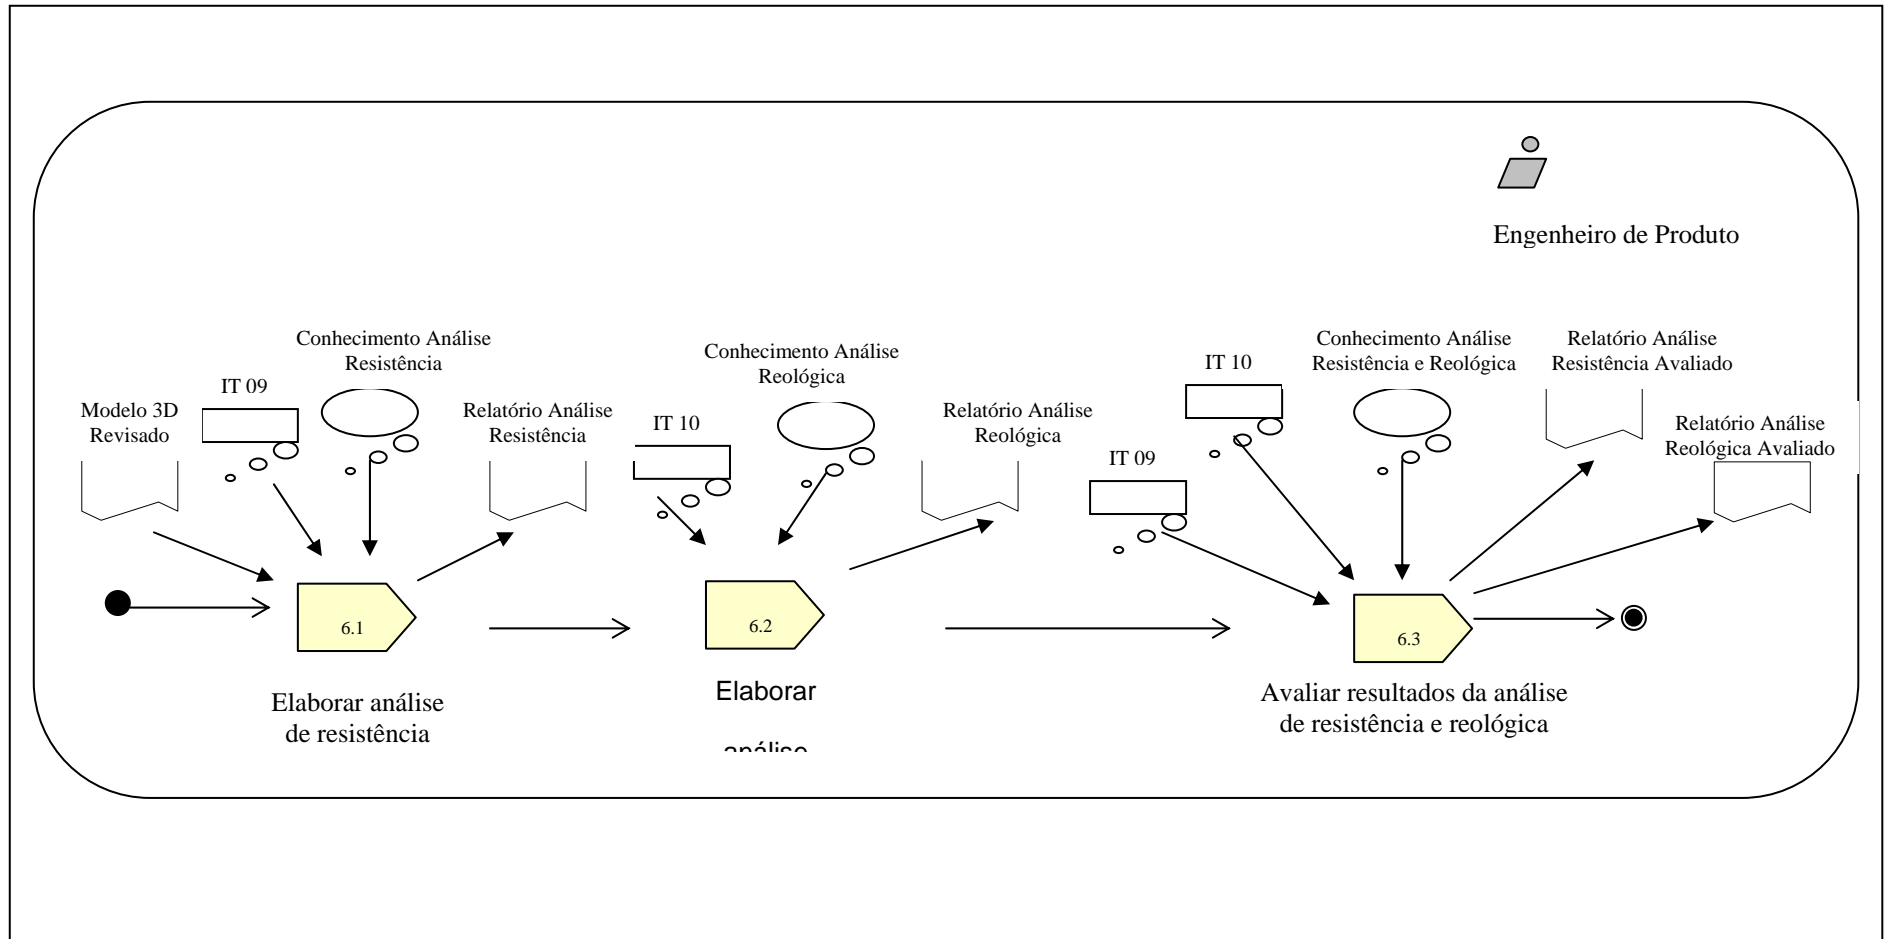 Engenheiro de Produto
Conhecimento Análise
Resistência
Conhecimento Análise
Reológica
Conhecimento Análise
Resistência e Reológica
Relatório Análise
Resistência Avaliado
IT 09
IT 10
Modelo 3D
Revisado
Relatório Análise
Resistência
IT 10
Relatório Análise
Reológica
IT 09
Relatório Análise
Reológica Avaliado
6.1
6.2
6.3
Elaborar análise
de resistência
Elaborar
análise
Avaliar resultados da análise
de resistência e reológica